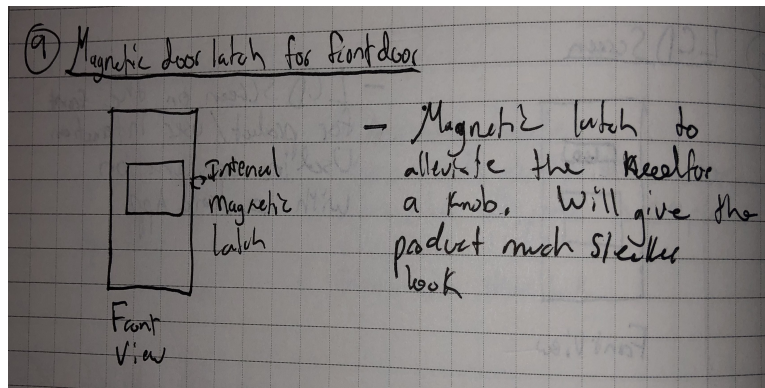 9 Magnetic door latch for front door
Internal
magnetic
latch
Front
View
- Magnetic latch to
alleviate the need for
a knob. Will give the
product much sleeker
look